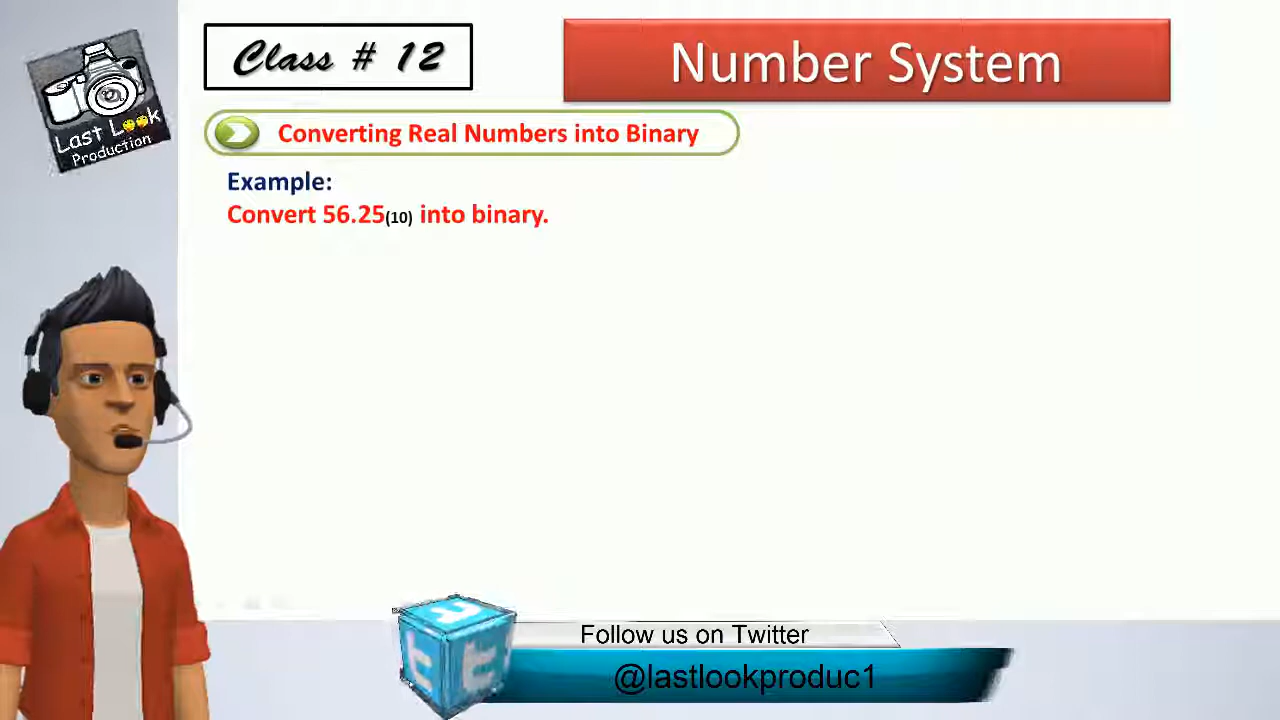 Last Look
Production
Class # 12
Number System
Converting Real Numbers into Binary
Example:
Convert 56.25(10) into binary.
Follow us on Twitter
@lastlookproduc1